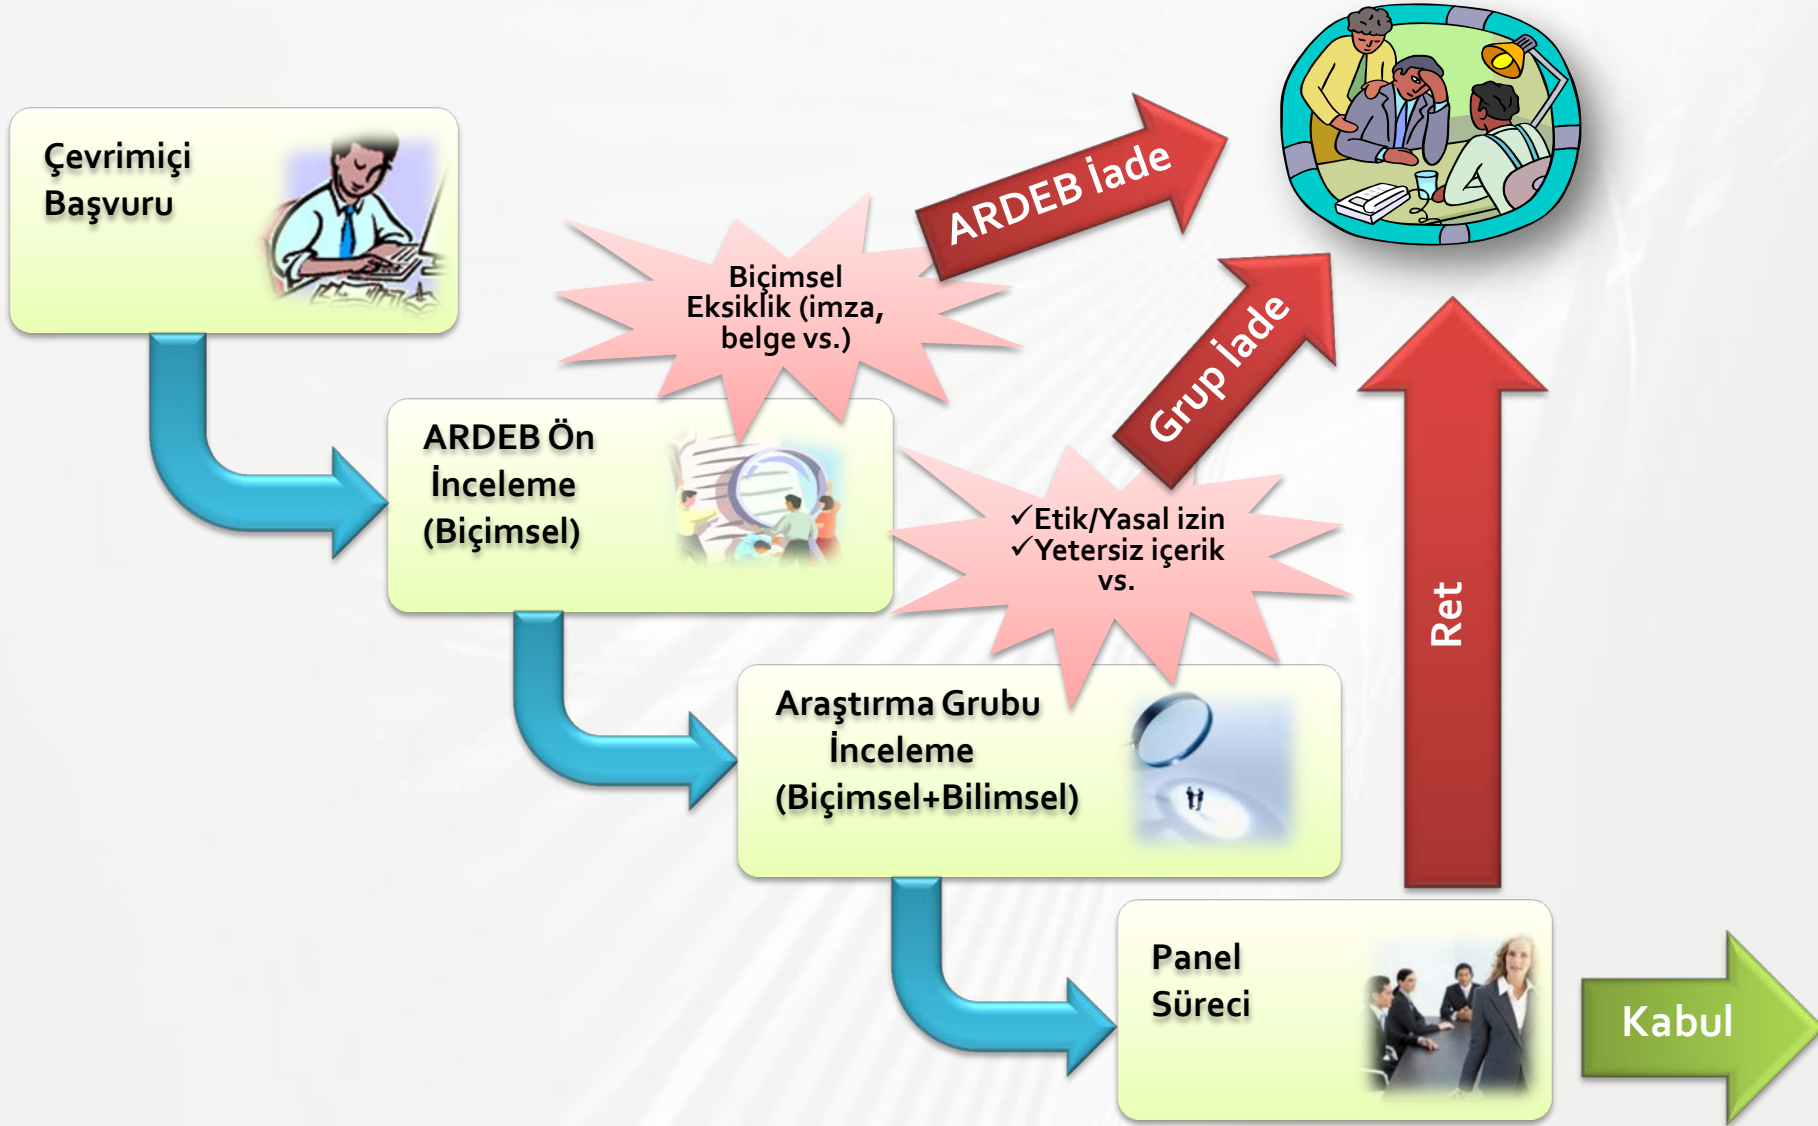 Çevrimiçi
Başvuru
ARDEB İade
Biçimsel
Eksiklik (imza,
belge vs.)
Grup İade
ARDEB Ön
İnceleme
(Biçimsel)
✓Etik/Yasal izin
✓Yetersiz içerik
vs.
Ret
Araştırma Grubu
İnceleme
(Biçimsel+Bilimsel)
Panel
Süreci
Kabul